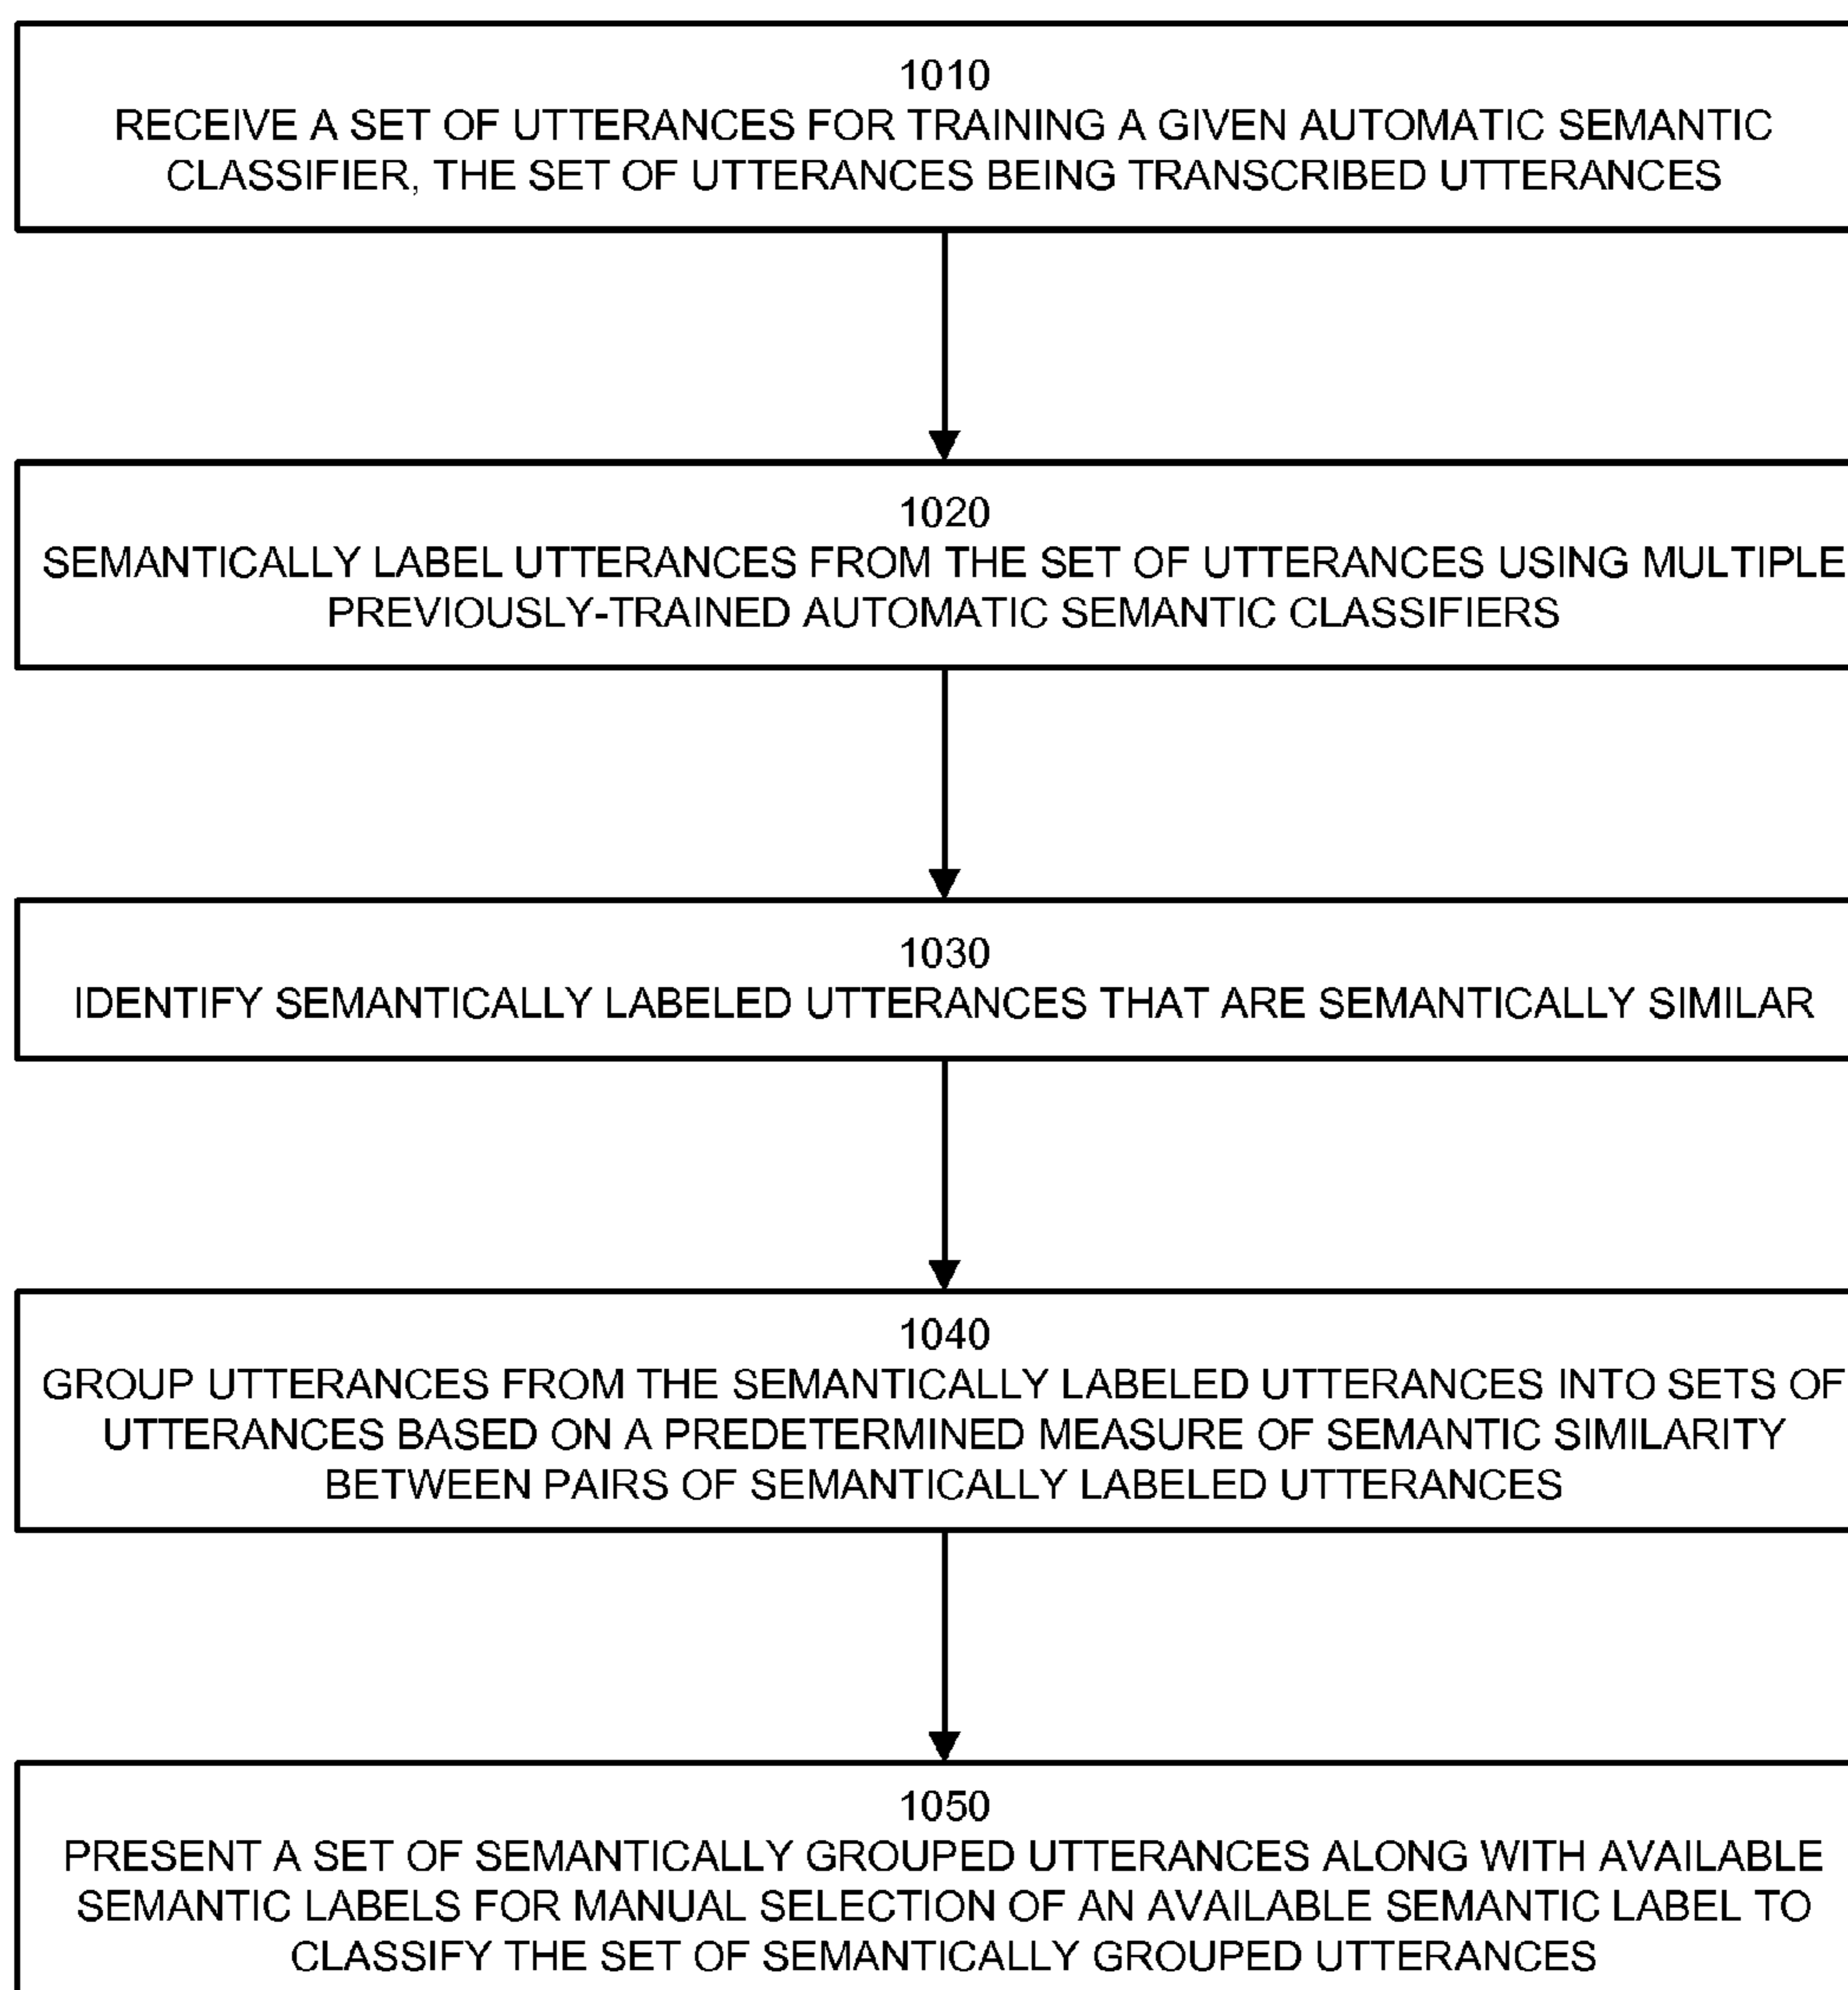 1010
RECEIVE A SET OF UTTERANCES FOR TRAINING A GIVEN AUTOMATIC SEMANTIC
CLASSIFIER, THE SET OF UTTERANCES BEING TRANSCRIBED UTTERANCES
1020
SEMANTICALLY LABEL UTTERANCES FROM THE SET OF UTTERANCES USING MULTIPLE
PREVIOUSLY-TRAINED AUTOMATIC SEMANTIC CLASSIFIERS
1030
IDENTIFY SEMANTICALLY LABELED UTTERANCES THAT ARE SEMANTICALLY SIMILAR
1040
GROUP UTTERANCES FROM THE SEMANTICALLY LABELED UTTERANCES INTO SETS OF
UTTERANCES BASED ON A PREDETERMINED MEASURE OF SEMANTIC SIMILARITY
BETWEEN PAIRS OF SEMANTICALLY LABELED UTTERANCES
1050
PRESENT A SET OF SEMANTICALLY GROUPED UTTERANCES ALONG WITH AVAILABLE
SEMANTIC LABELS FOR MANUAL SELECTION OF AN AVAILABLE SEMANTIC LABEL TO
CLASSIFY THE SET OF SEMANTICALLY GROUPED UTTERANCES